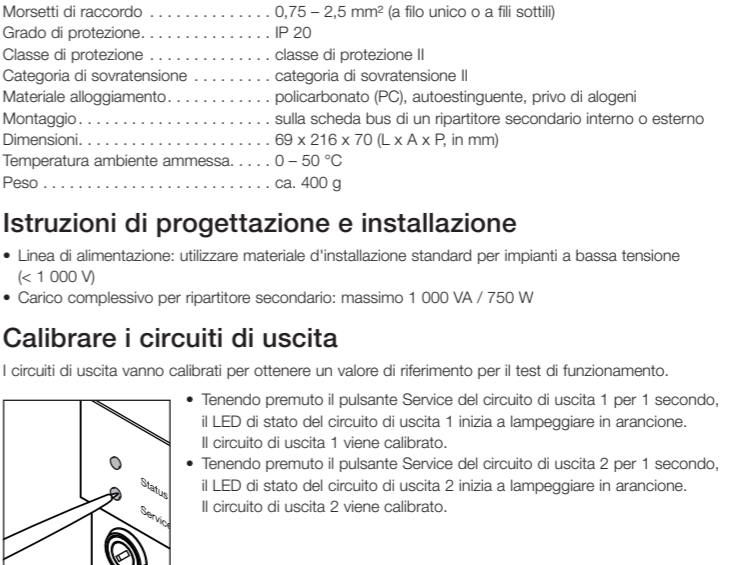 Morsetti di raccordo . . . . . . . . . . . . . . 0,75 – 2,5 mm² (a filo unico o a fili sottili)
Grado di protezione. . . . . . . . . . . . . . . IP 20
Classe di protezione . . . . . . . . . . . . . . classe di protezione II
Categoria di sovratensione . . . . . . . . . categoria di sovratensione II
Materiale alloggiamento. . . . . . . . . . . . policarbonato (PC), autoestinguente, privo di alogeni
Montaggio. . . . . . . . . . . . . . . . . . . . . . sulla scheda bus di un ripartitore secondario interno o esterno
Dimensioni. . . . . . . . . . . . . . . . . . . . . . 69 x 216 x 70 (L x A x P, in mm)
Temperatura ambiente ammessa. . . . . 0 – 50 °C
Peso . . . . . . . . . . . . . . . . . . . . . . . . . . ca. 400 g
Istruzioni di progettazione e installazione
• Linea di alimentazione: utilizzare materiale d'installazione standard per impianti a bassa tensione
(< 1 000 V)
• Carico complessivo per ripartitore secondario: massimo 1 000 VA / 750 W
Calibrare i circuiti di uscita
I circuiti di uscita vanno calibrati per ottenere un valore di riferimento per il test di funzionamento.
• Tenendo premuto il pulsante Service del circuito di uscita 1 per 1 secondo,
il LED di stato del circuito di uscita 1 inizia a lampeggiare in arancione.
Il circuito di uscita 1 viene calibrato.
• Tenendo premuto il pulsante Service del circuito di uscita 2 per 1 secondo,
il LED di stato del circuito di uscita 2 inizia a lampeggiare in arancione.
Il circuito di uscita 2 viene calibrato.
Status
Service